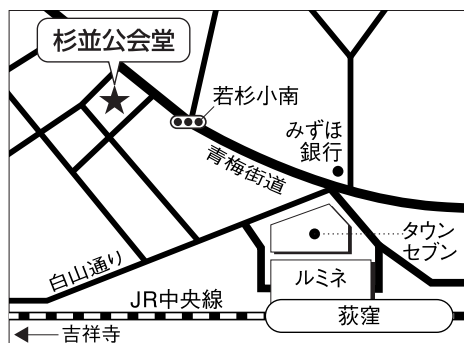 杉並公会堂
若杉小南
みずほ
銀行
青梅街道
タウン
セブン
白山通り
ルミネ
JR中央線
荻窪
吉祥寺